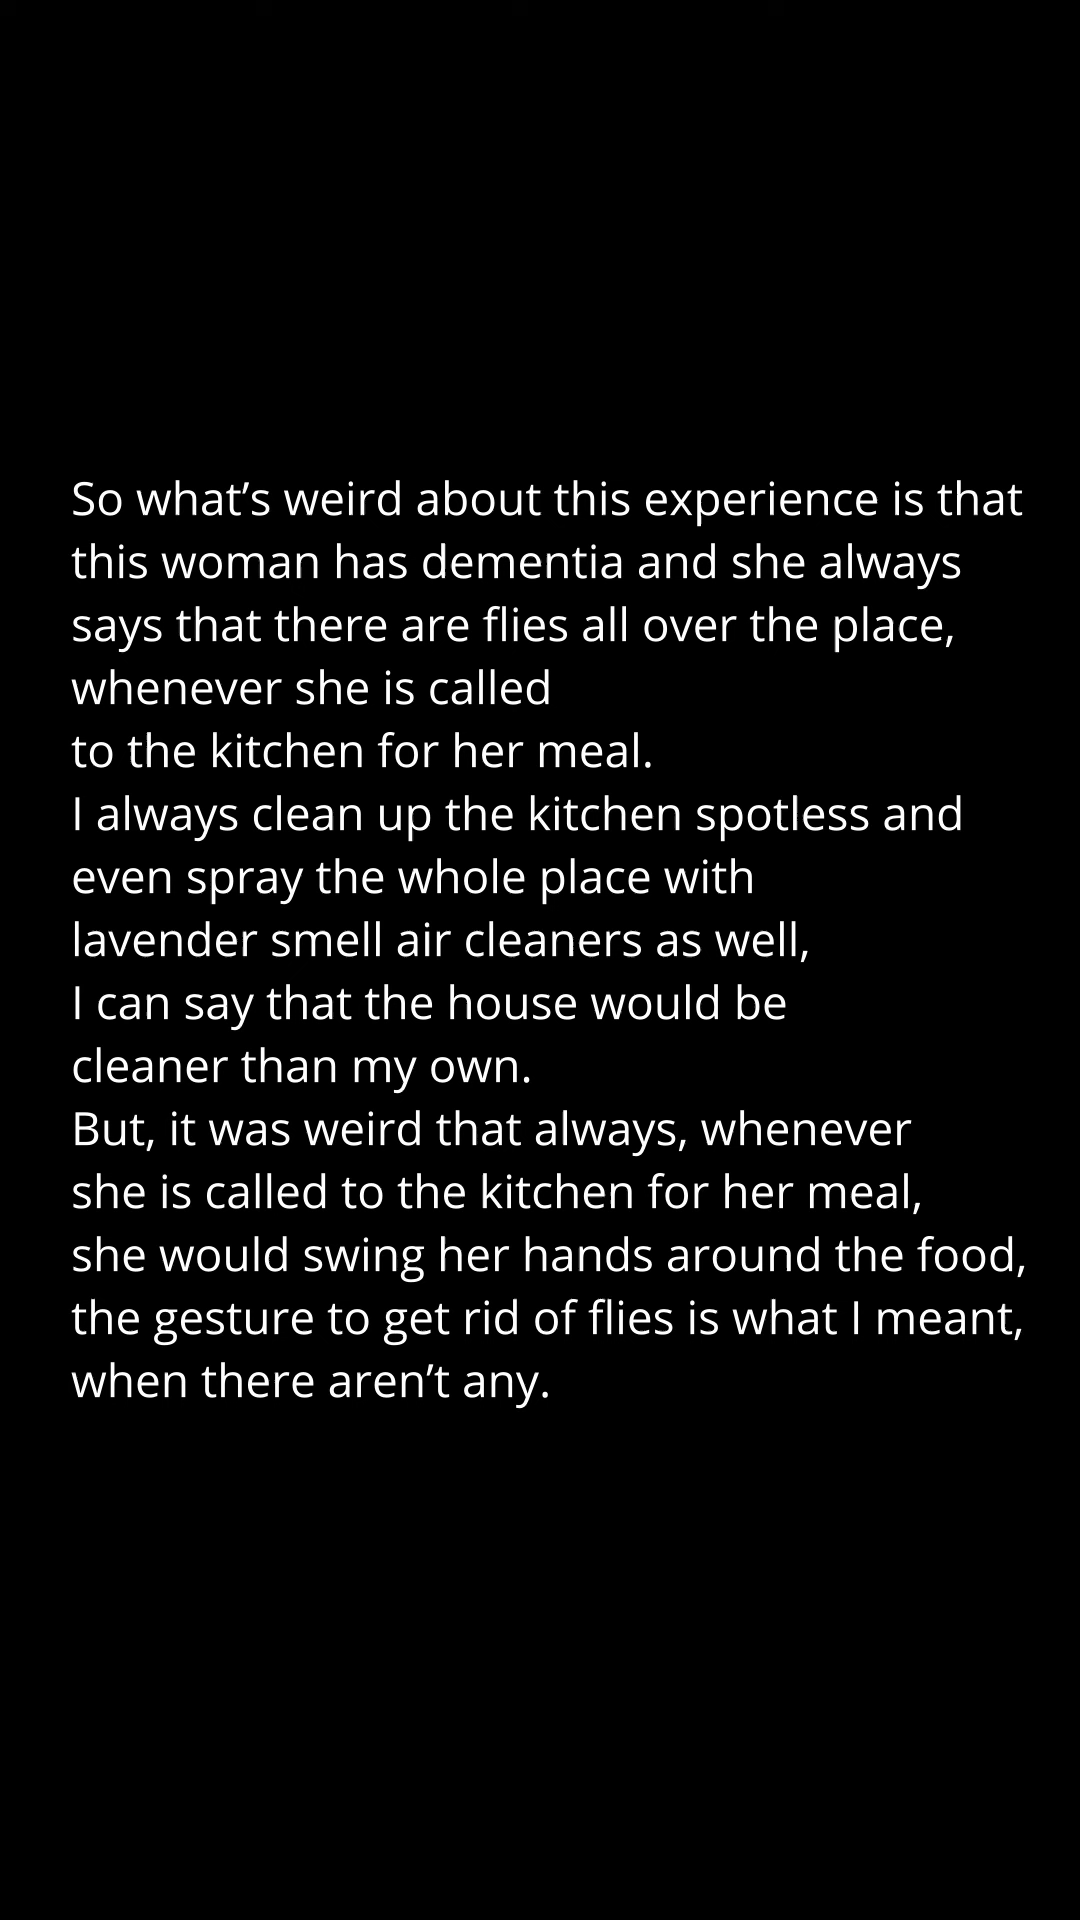 So what’s weird about this experience is that
this woman has dementia and she always
says that there are flies all over the place,
whenever she is called
to the kitchen for her meal.
I always clean up the kitchen spotless and
even spray the whole place with
lavender smell air cleaners as well,
I can say that the house would be
cleaner than my own.
But, it was weird that always, whenever
she is called to the kitchen for her meal,
she would swing her hands around the food,
the gesture to get rid of flies is what I meant,
when there aren’t any.